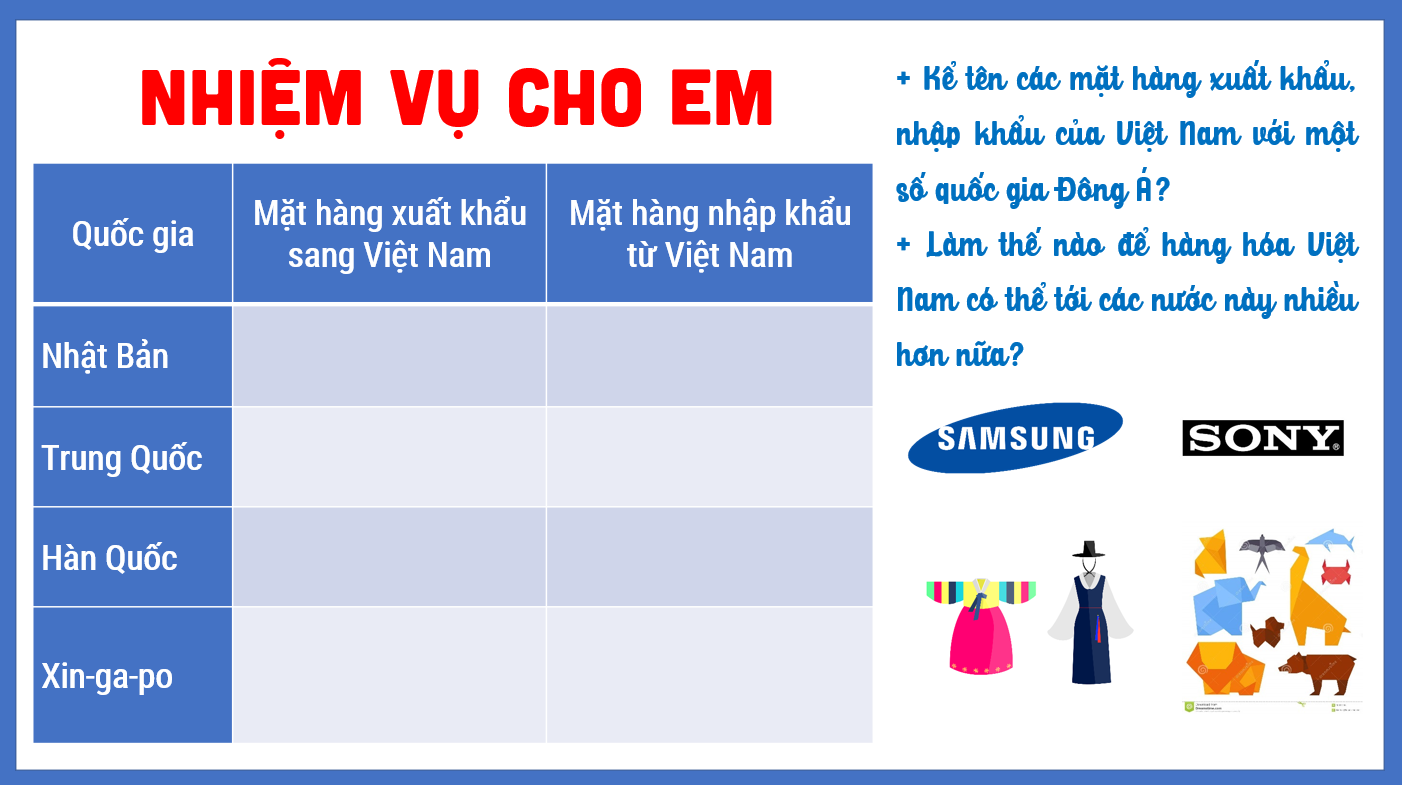 NHIỆM VỤ CHO EM
Quốc gia
Mặt hàng xuất khẩu
sang Việt Nam
Mặt hàng nhập khẩu
từ Việt Nam
Nhật Bản
Trung Quốc
Hàn Quốc
Xin-ga-po
+ Kể tên các mặt hàng xuất khẩu,
nhập khẩu của Việt Nam với một
số quốc gia Đông Á?
+ Làm thế nào để hàng hóa Việt
Nam có thể tới các nước này nhiều
hơn nữa?
SAMSUNG
SONY®